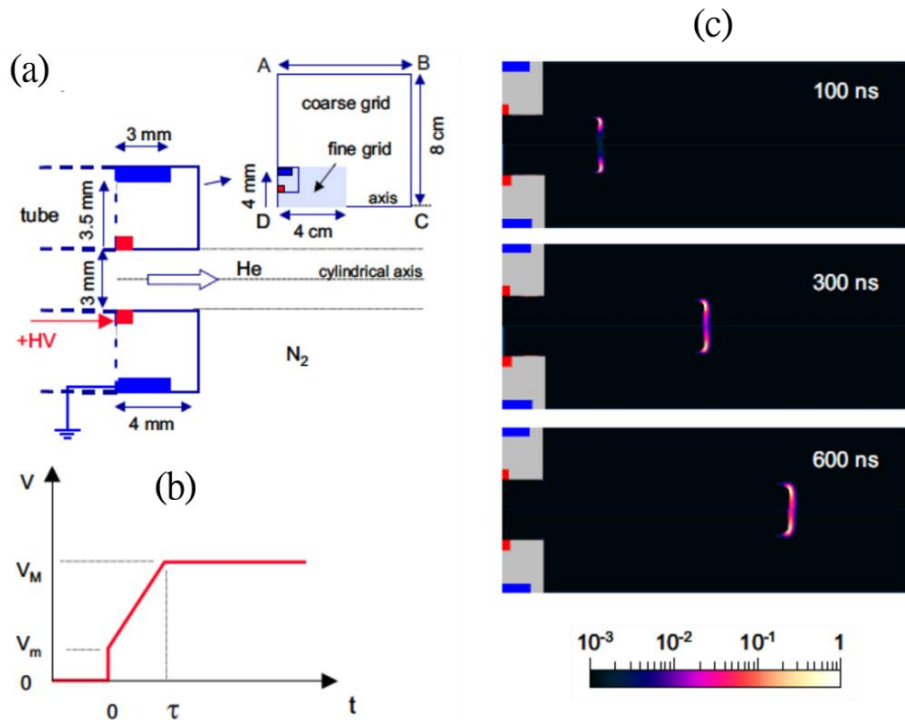 (a)
A
B
coarse grid
fine grid
axis
8 cm
4 mm
D
C
4 cm
3 mm
tube
3.5 mm
3 mm
He
cylindrical axis
+HV
N2
4 mm
(b)
V
VM
Vm
0
0
τ
t
(c)
100 ns
300 ns
600 ns
10-3
10-2
10-1
1